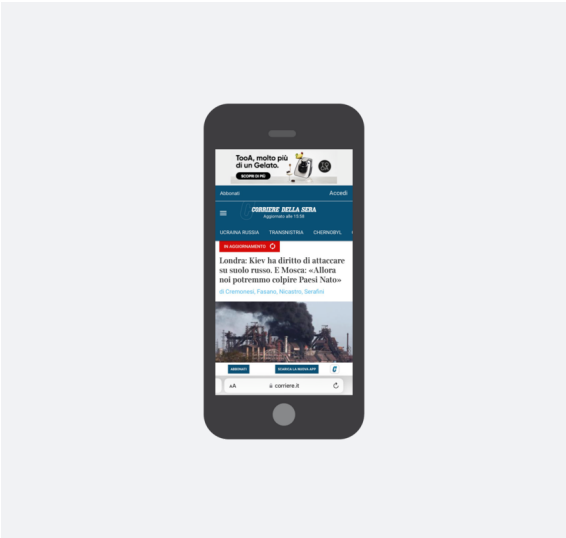 TooA, molto più
di un Gelato.
SCOPRI DI PIÙ
Abbonati
Accedi
CORRIERE DELLA SERA
Aggiornato alle 15:58
UCRAINA RUSSIA TRANSNISTRIA CHERNOBYL
IN AGGIORNAMENTO
Londra: Kiev ha diritto di attaccare
su suolo russo. E Mosca: «Allora
noi potremmo colpire Paesi Nato»
di Cremonesi, Fasano, Nicastro, Serafini
ABBONATI
SCARICA LA NUOVA APP
AA
corriere.it